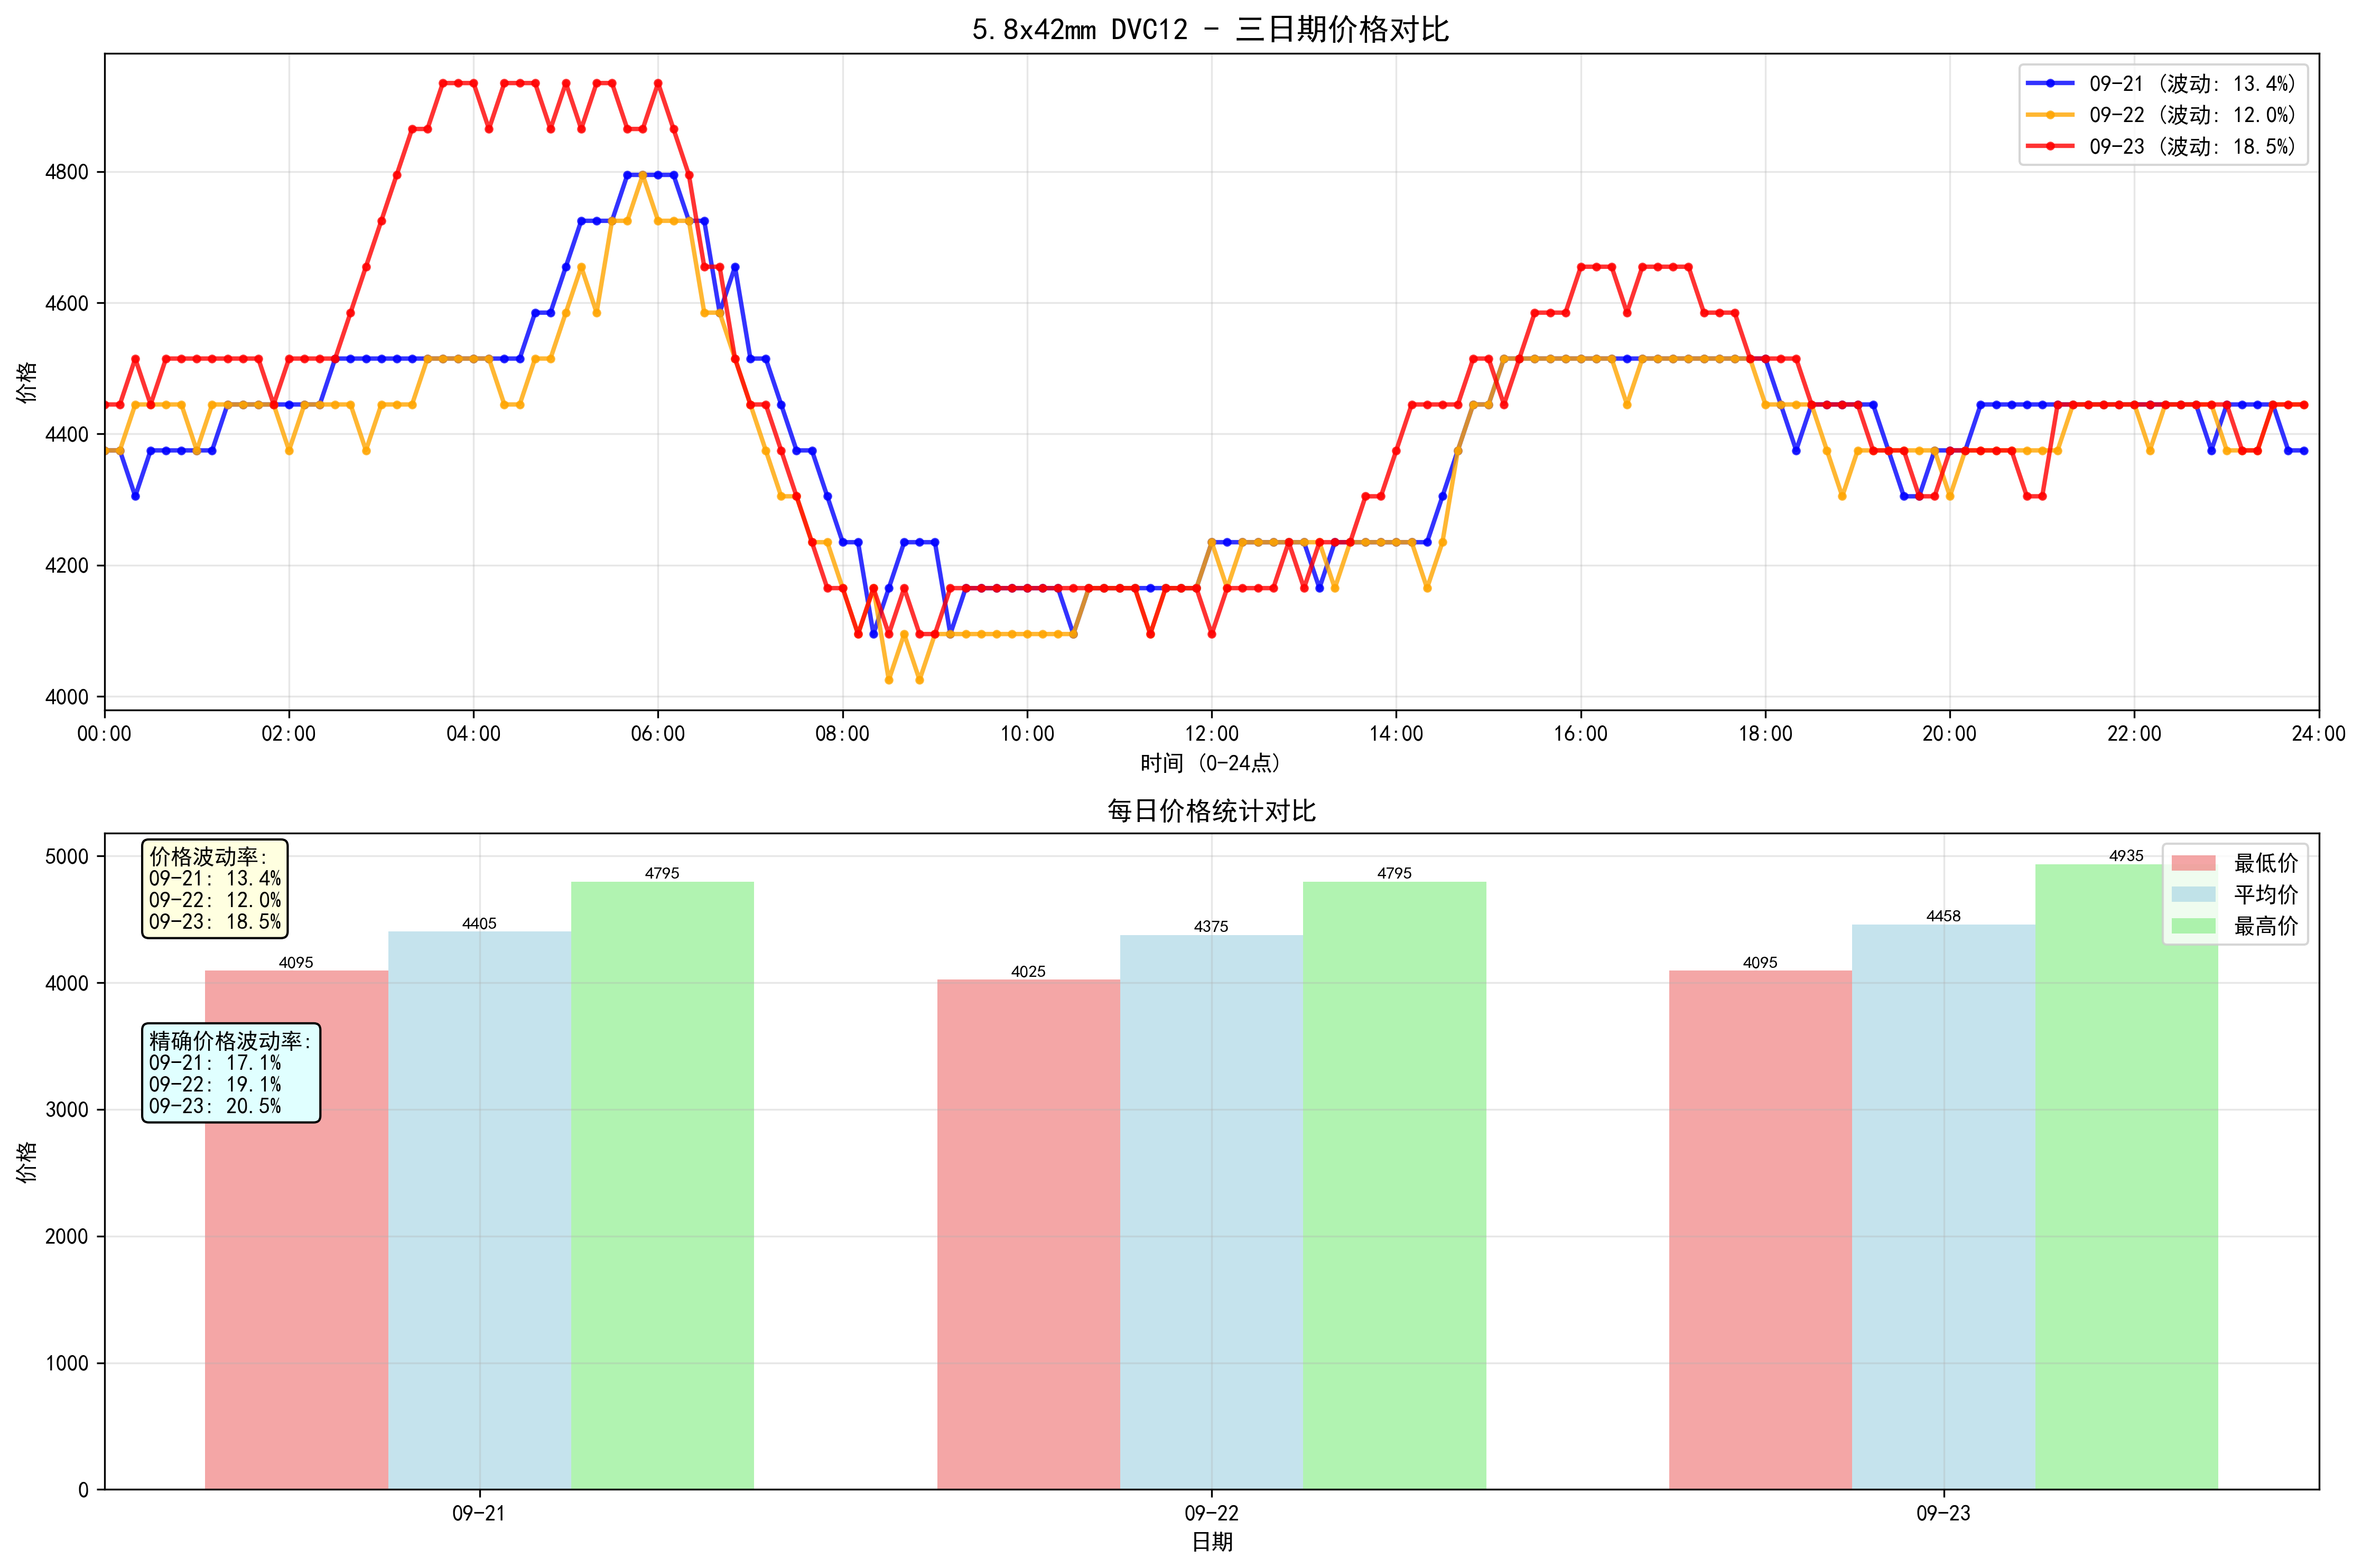 5.8x42mm DVC12 - 三日期价格对比
09-21 (波动: 13.4%)
09-22 (波动: 12.0%)
09-23 (波动: 18.5%)
价格
4800
4600
4400
4200
4000
00:00 02:00 04:00 06:00 08:00 10:00 12:00 14:00 16:00 18:00 20:00 22:00 24:00
时间 (0-24点)
每日价格统计对比
价格波动率:
09-21: 13.4%
09-22: 12.0%
09-23: 18.5%
精确价格波动率:
09-21: 17.1%
09-22: 19.1%
09-23: 20.5%
最低价
平均价
最高价
4095 4405 4795 4025 4375 4795 4095 4458 4935
价格
5000
4000
3000
2000
1000
0
09-21 09-22 09-23
日期